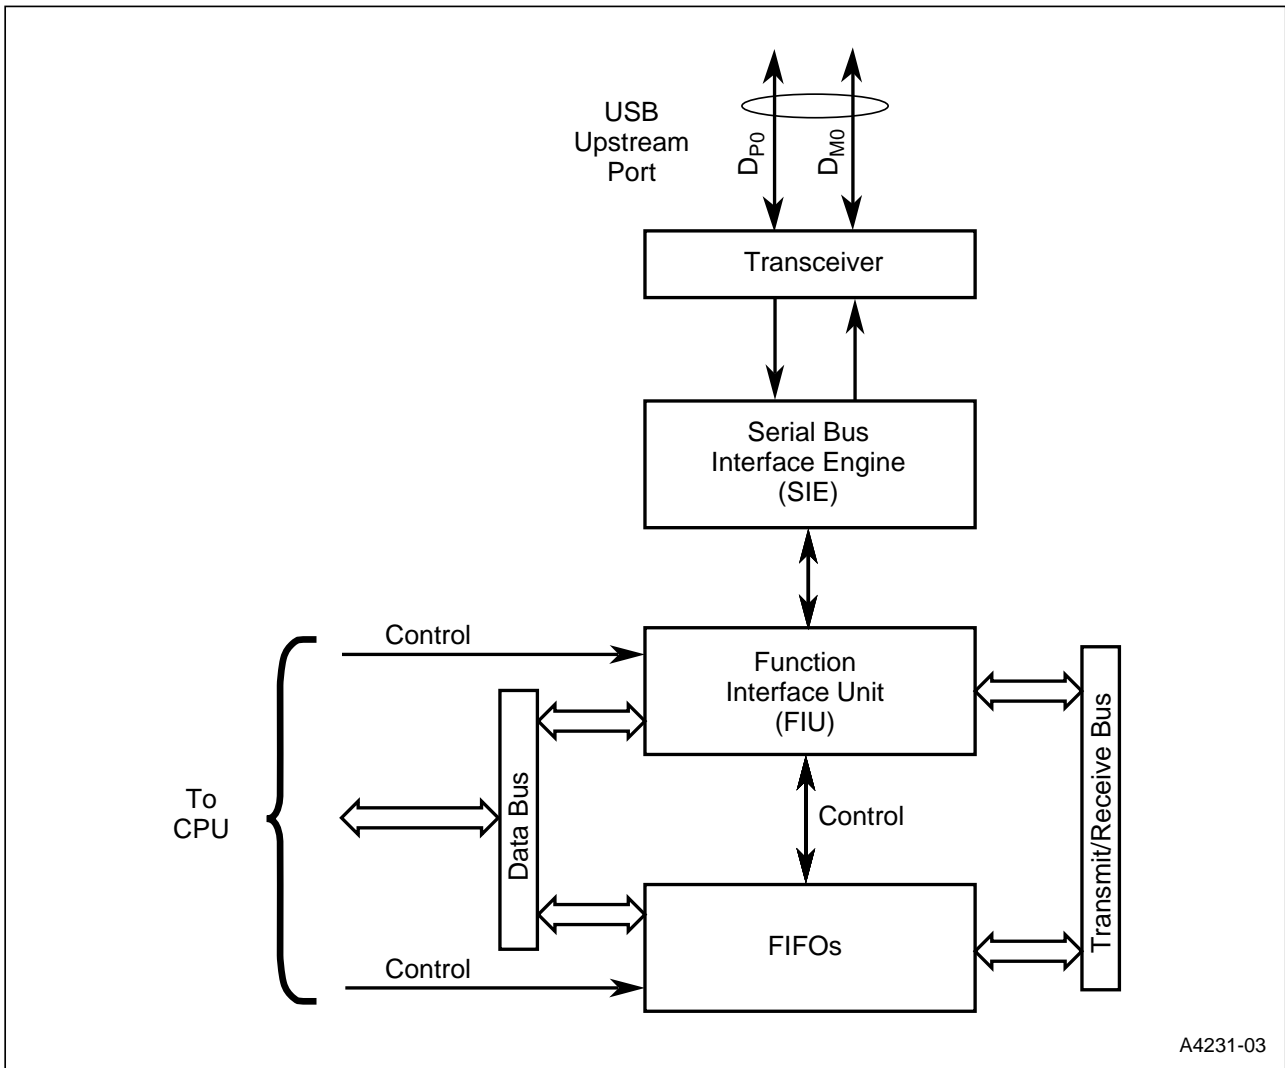 USB
Upstream
Port
DP0
DM0
Transceiver
Serial Bus
Interface Engine
(SIE)
Control
Function
Interface Unit
(FIU)
To
CPU
Data Bus
Control
Transmit/Receive Bus
FIFOs
Control
A4231-03